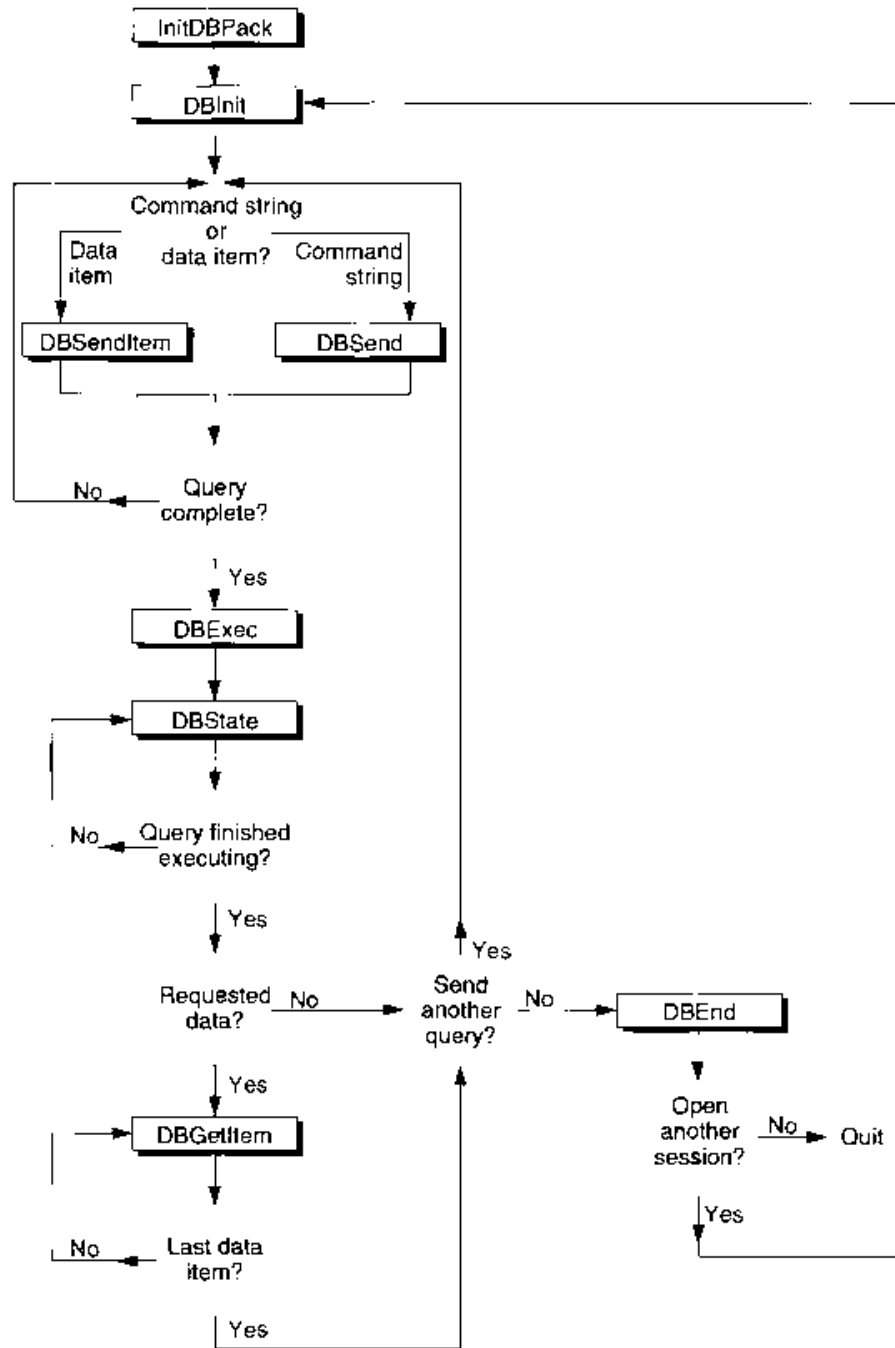 InitDBPack
DBInit
Command string
or
data item?
Data
item
Command
string
DBSendItem
DBSend
No
Query
complete?
Yes
DBExec
DBState
No
Query finished
executing?
Yes
Requested
data?
No
Yes
Send
another
query?
No
DBEnd
Yes
DBGetItem
Open
another
session?
No
Quit
Yes
No
Last data
item?
Yes